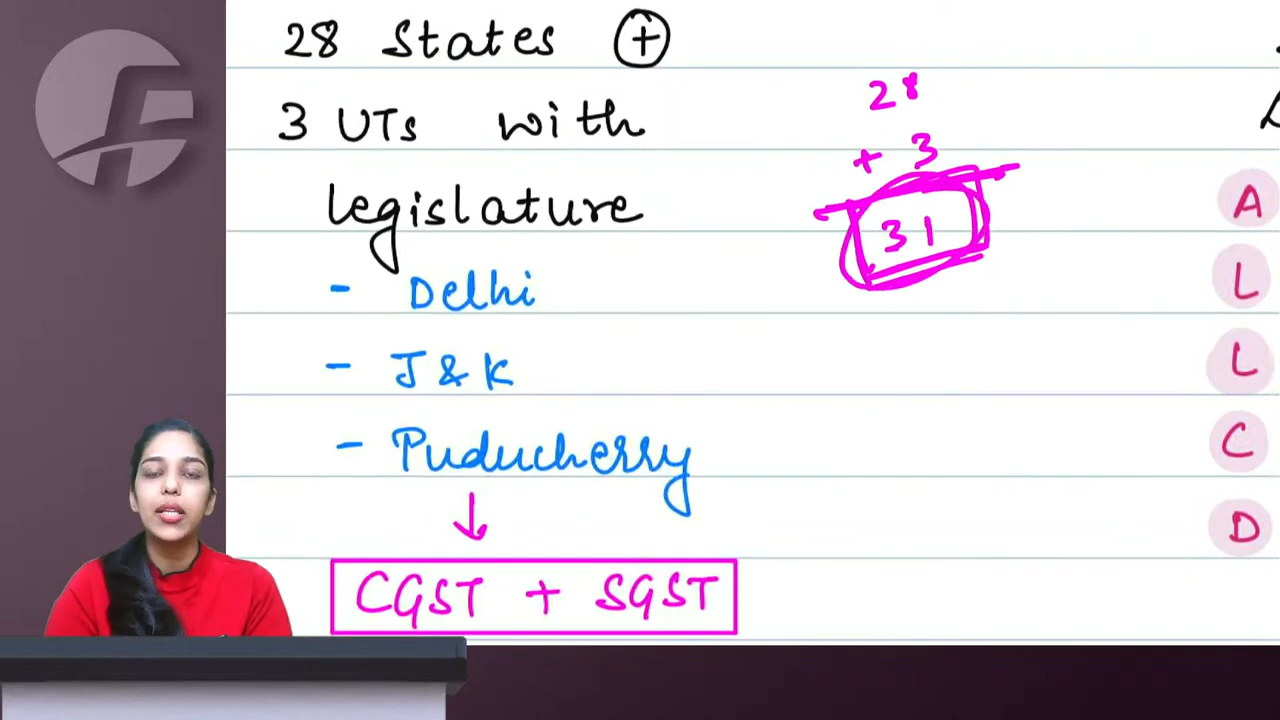 28 States +
3 UTs with
legislature
- Delhi
- J & K
- Puducherry
↓
CGST + SGST
28
+ 3
31
A
L
L
C
D